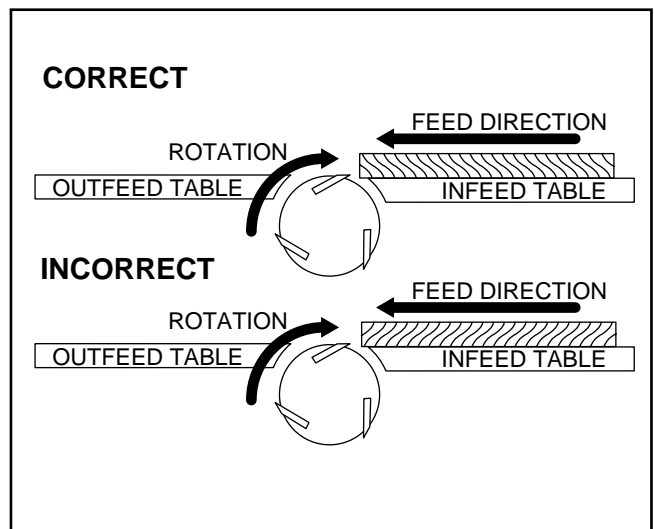 CORRECT
FEED DIRECTION
ROTATION
OUTFEED TABLE
INFEED TABLE
INCORRECT
FEED DIRECTION
ROTATION
OUTFEED TABLE
INFEED TABLE